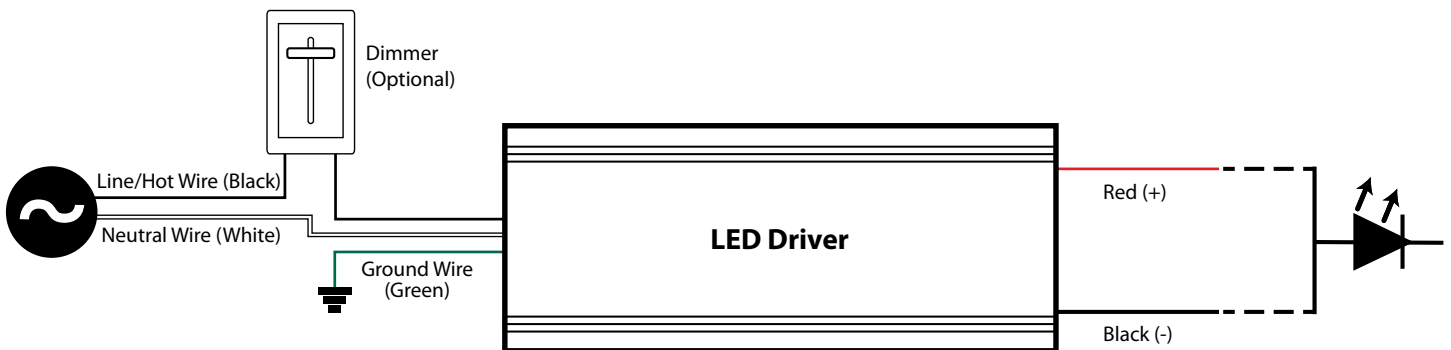 Dimmer
(Optional)
Line/Hot Wire (Black)
Neutral Wire (White)
Ground Wire
(Green)
LED Driver
Red (+)
Black (-)